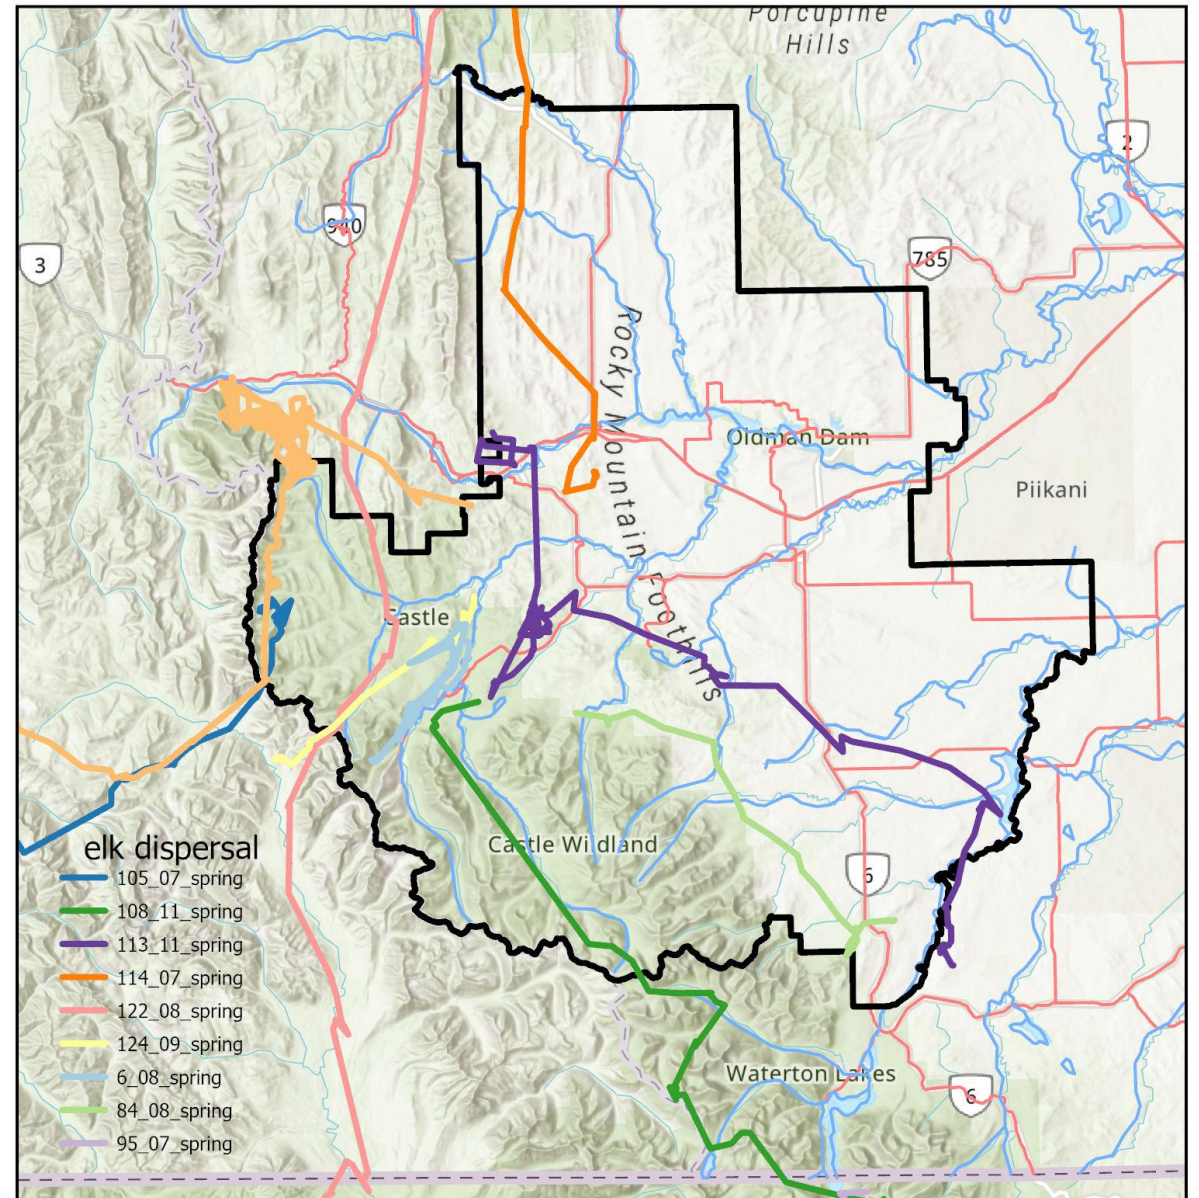 Porcupine
Hills
2
940
3
785
Rocky Mountain Foothills
Oldman Dam
Piikani
Castle
Castle Wildland
6
Waterton Lakes
6
elk dispersal
105_07_spring
108_11_spring
113_11_spring
114_07_spring
122_08_spring
124_09_spring
6_08_spring
84_08_spring
95_07_spring